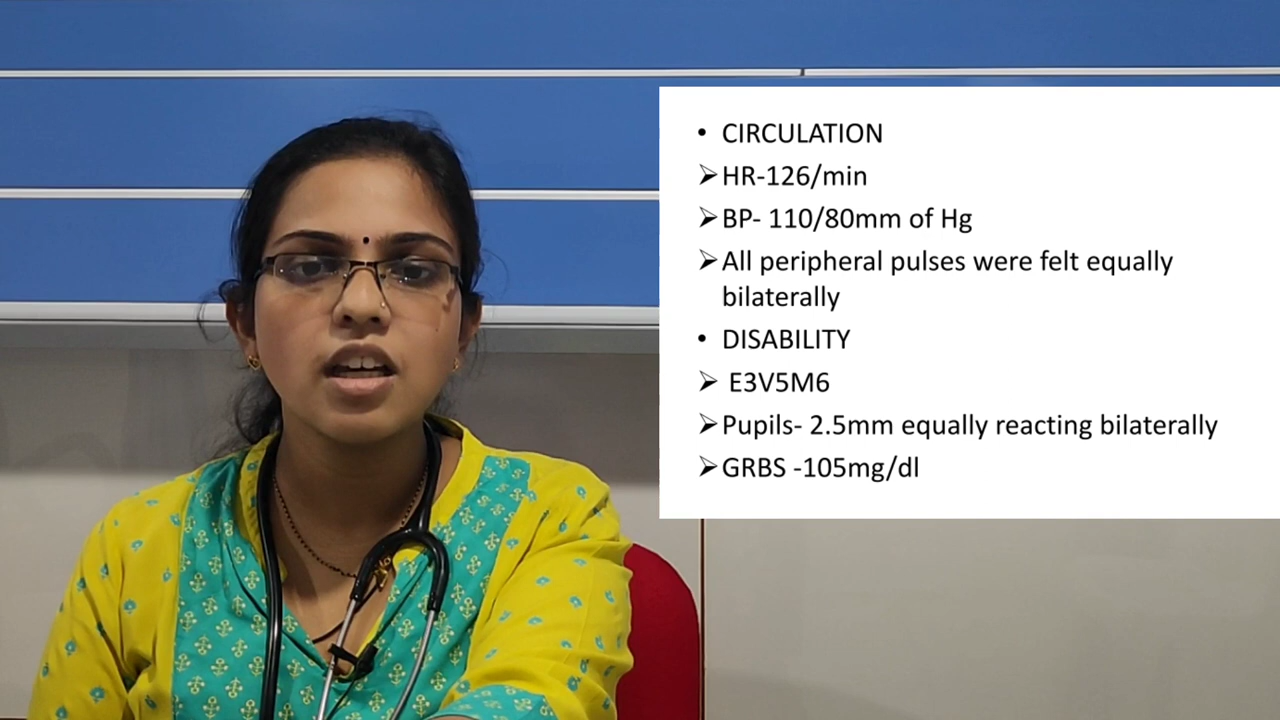 • CIRCULATION
➢HR-126/min
➢BP- 110/80mm of Hg
➢All peripheral pulses were felt equally
bilaterally
• DISABILITY
➢ E3V5M6
➢Pupils- 2.5mm equally reacting bilaterally
➢GRBS -105mg/dl